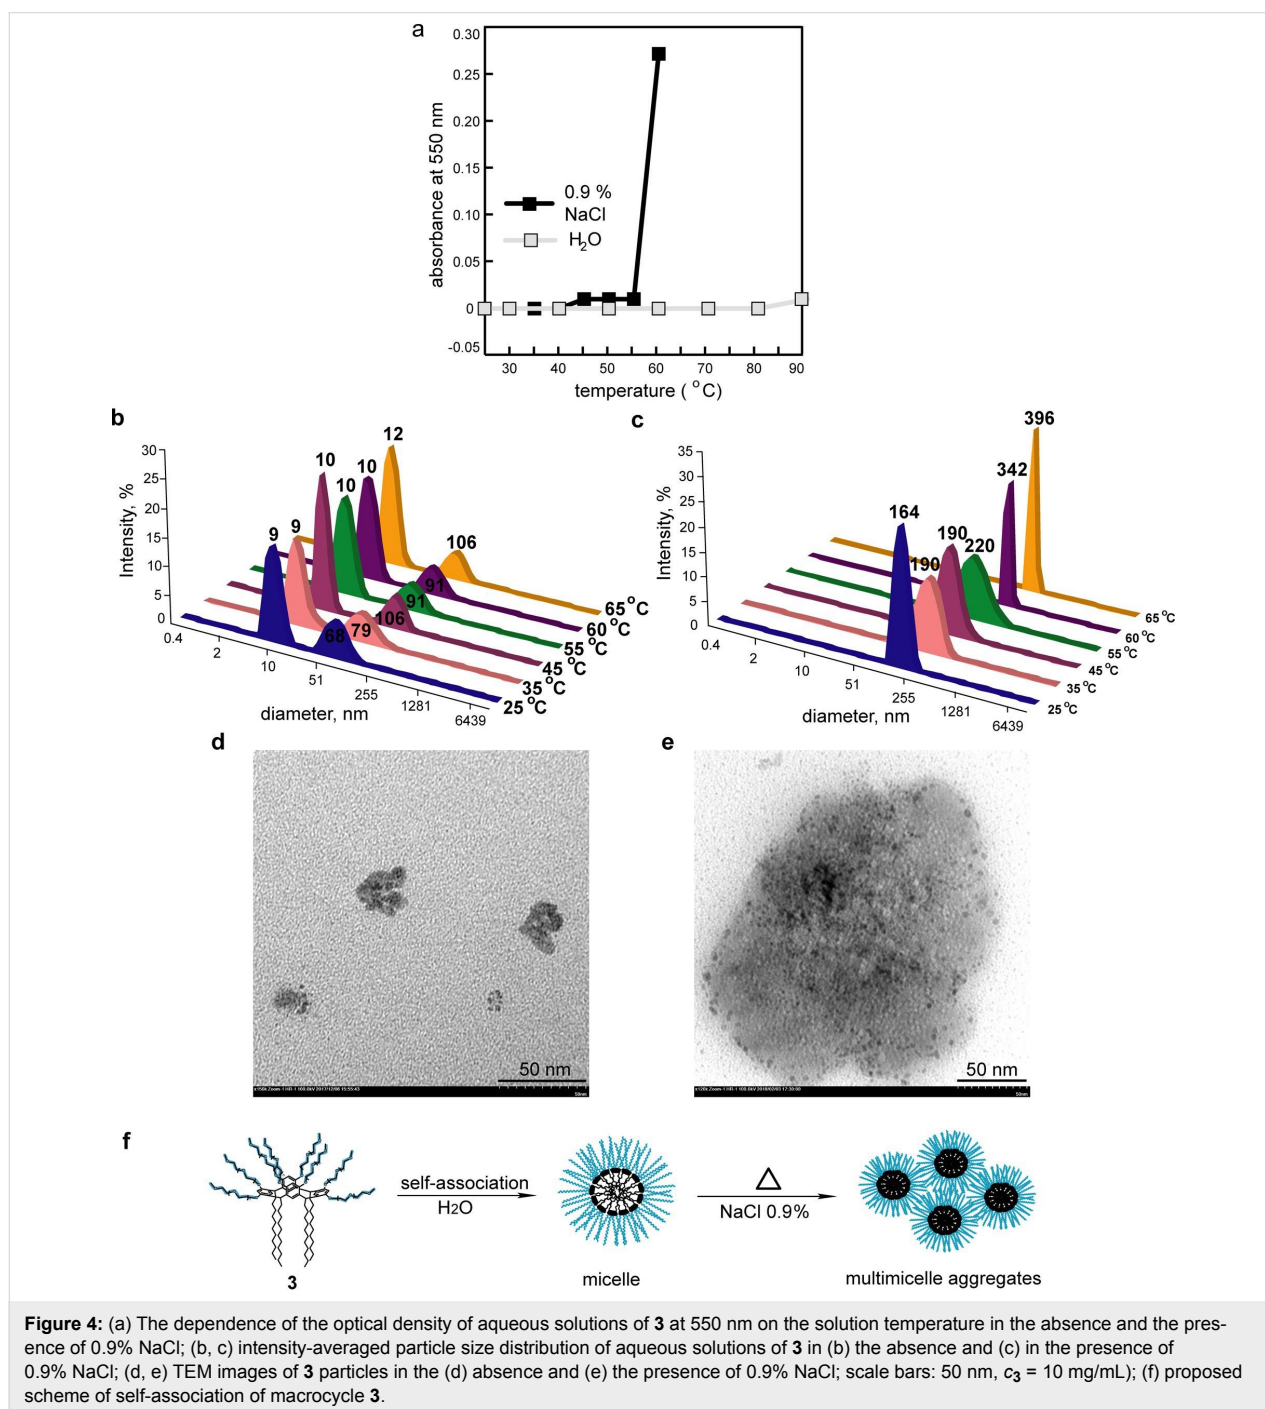 a
0.30
0.25
0.20
0.15
0.10
0.05
0
-0.05
absorbance at 550 nm
0.9 %
NaCl
H2O
30 40 50 60 70 80 90
temperature ( °C)
b
30
25
20
15
10
5
0
Intensity, %
9 9 10 10 10 12
68 79 106 91 91 106
0.4 2 10 51 255 1281 6439
diameter, nm
25 °C
35 °C
45 °C
55 °C
60 °C
65 °C
c
35
30
25
20
15
10
5
0
Intensity, %
164 190 190 220 342 396
0.4 2 10 51 255 1281 6439
diameter, nm
25 °C
35 °C
45 °C
55 °C
60 °C
65 °C
d
50 nm
50nm
e
50 nm
50nm
f
3
self-association
H2O
micelle
△
NaCl 0.9%
multimicelle aggregates
Figure 4: (a) The dependence of the optical density of aqueous solutions of 3 at 550 nm on the solution temperature in the absence and the pres-
ence of 0.9% NaCl; (b, c) intensity-averaged particle size distribution of aqueous solutions of 3 in (b) the absence and (c) in the presence of
0.9% NaCl; (d, e) TEM images of 3 particles in the (d) absence and (e) the presence of 0.9% NaCl; scale bars: 50 nm, c3 = 10 mg/mL); (f) proposed
scheme of self-association of macrocycle 3.